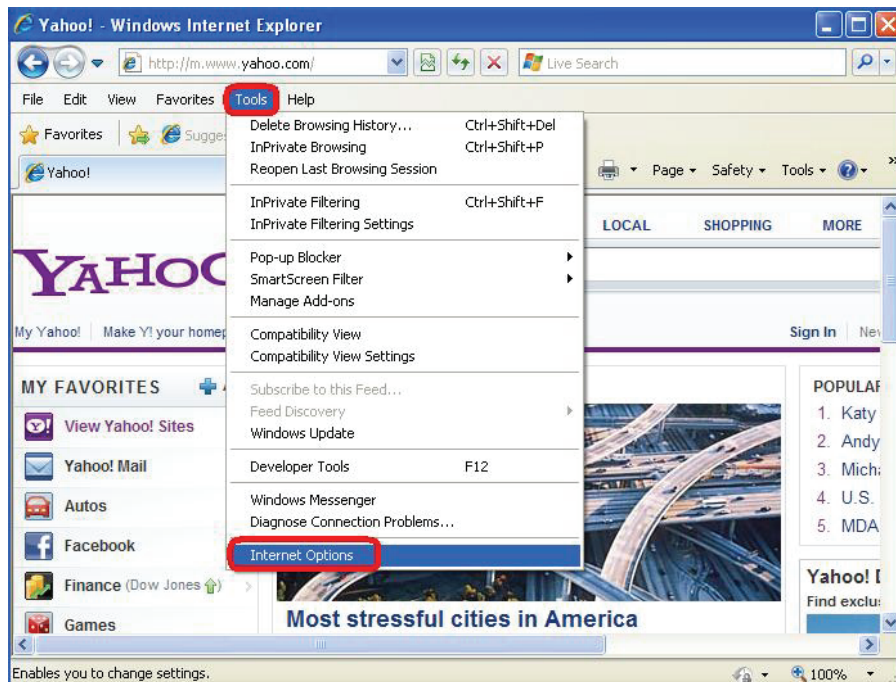 Yahoo! - Windows Internet Explorer
http://m.www.yahoo.com/
Live Search
File Edit View Favorites Tools Help
Favorites Sugge
Yahoo!
Page Safety Tools
Delete Browsing History... Ctrl+Shift+Del
InPrivate Browsing Ctrl+Shift+P
Reopen Last Browsing Session
InPrivate Filtering Ctrl+Shift+F
InPrivate Filtering Settings
Pop-up Blocker
SmartScreen Filter
Manage Add-ons
Compatibility View
Compatibility View Settings
Subscribe to this Feed...
Feed Discovery
Windows Update
Developer Tools F12
Windows Messenger
Diagnose Connection Problems...
Internet Options
LOCAL SHOPPING MORE
YAHOO
My Yahoo! Make Y! your homep
Sign In Nev
MY FAVORITES
View Yahoo! Sites
Yahoo! Mail
Autos
Facebook
Finance (Dow Jones)
Games
Most stressful cities in America
POPULAR
1. Katy
2. Andy
3. Micha
4. U.S.
5. MDA
Yahoo! D
Find exclus
Enables you to change settings.
100%